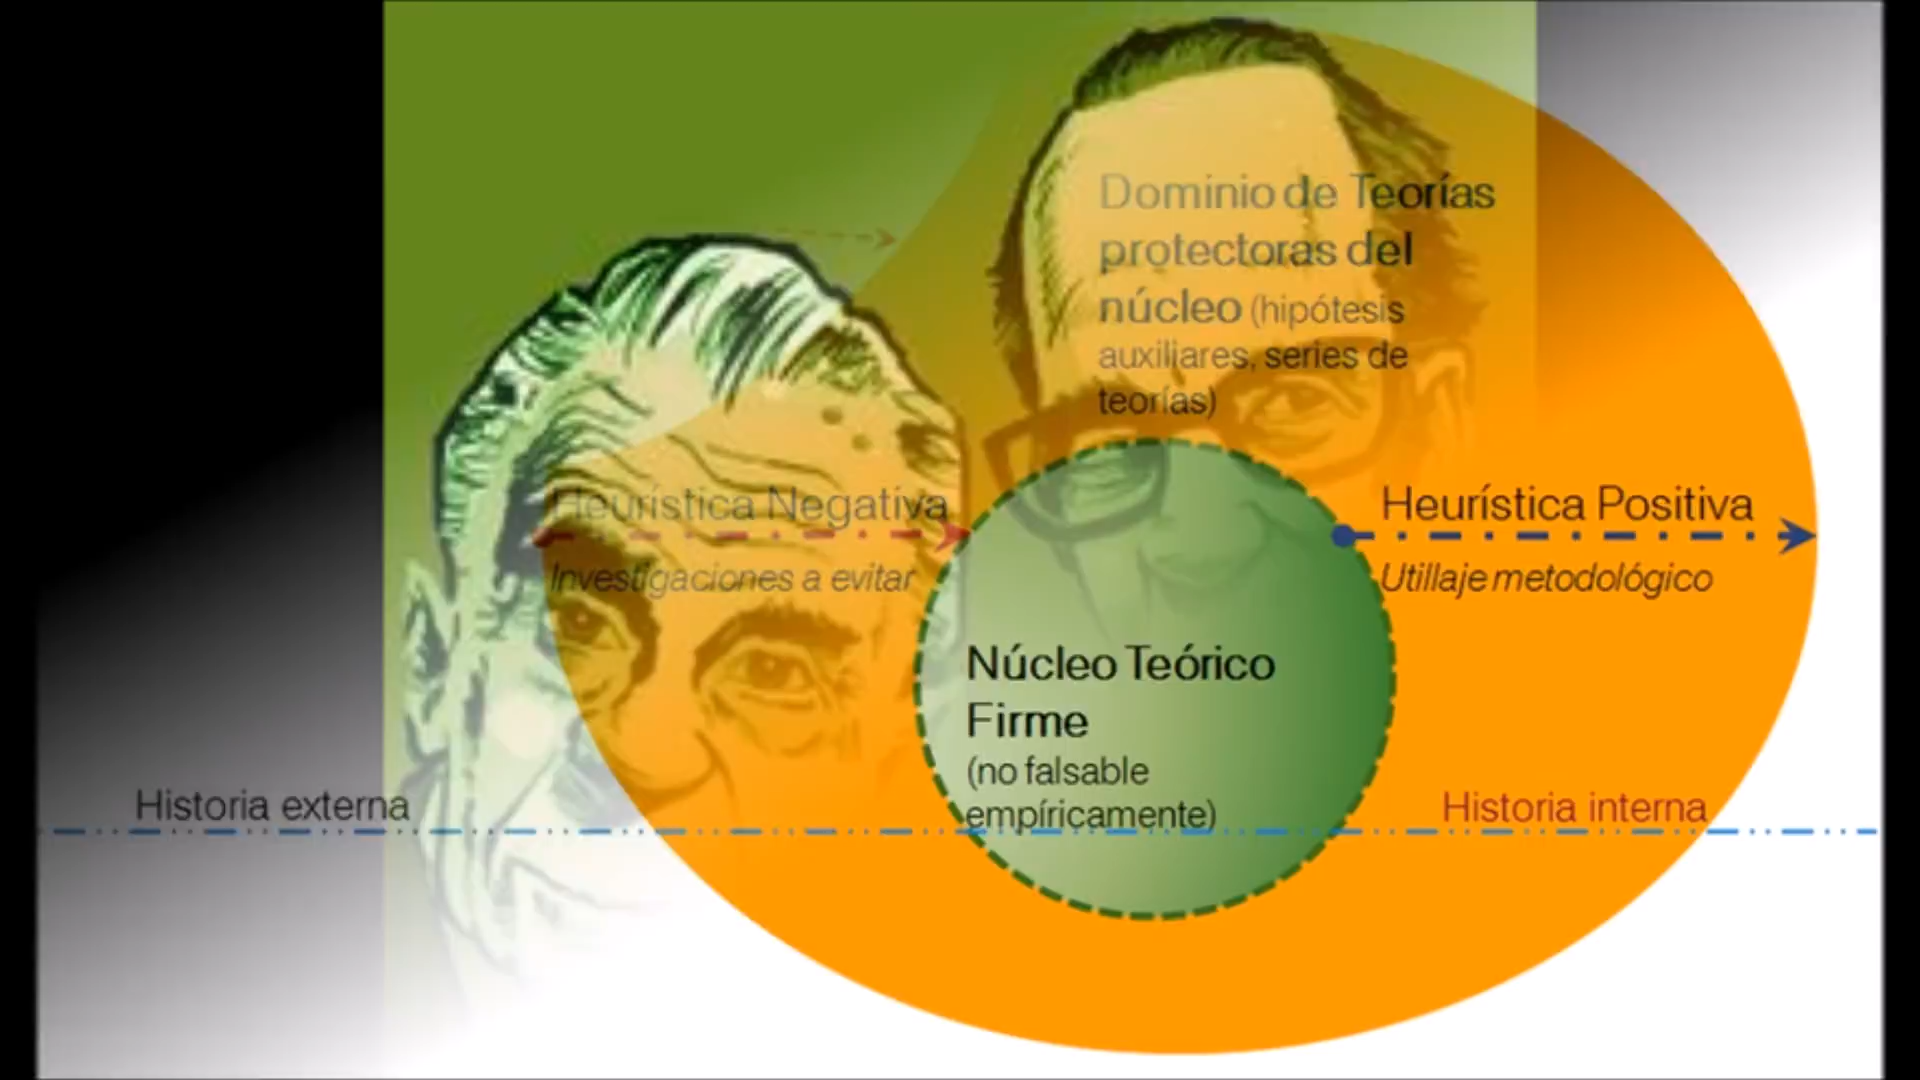 Dominio de Teorías
protectoras del
núcleo (hipótesis
auxiliares, series de
teorías)
Heurística Negativa
Investigaciones a evitar
Heurística Positiva
Utillaje metodológico
Núcleo Teórico
Firme
(no falsable
empíricamente)
Historia externa
Historia interna